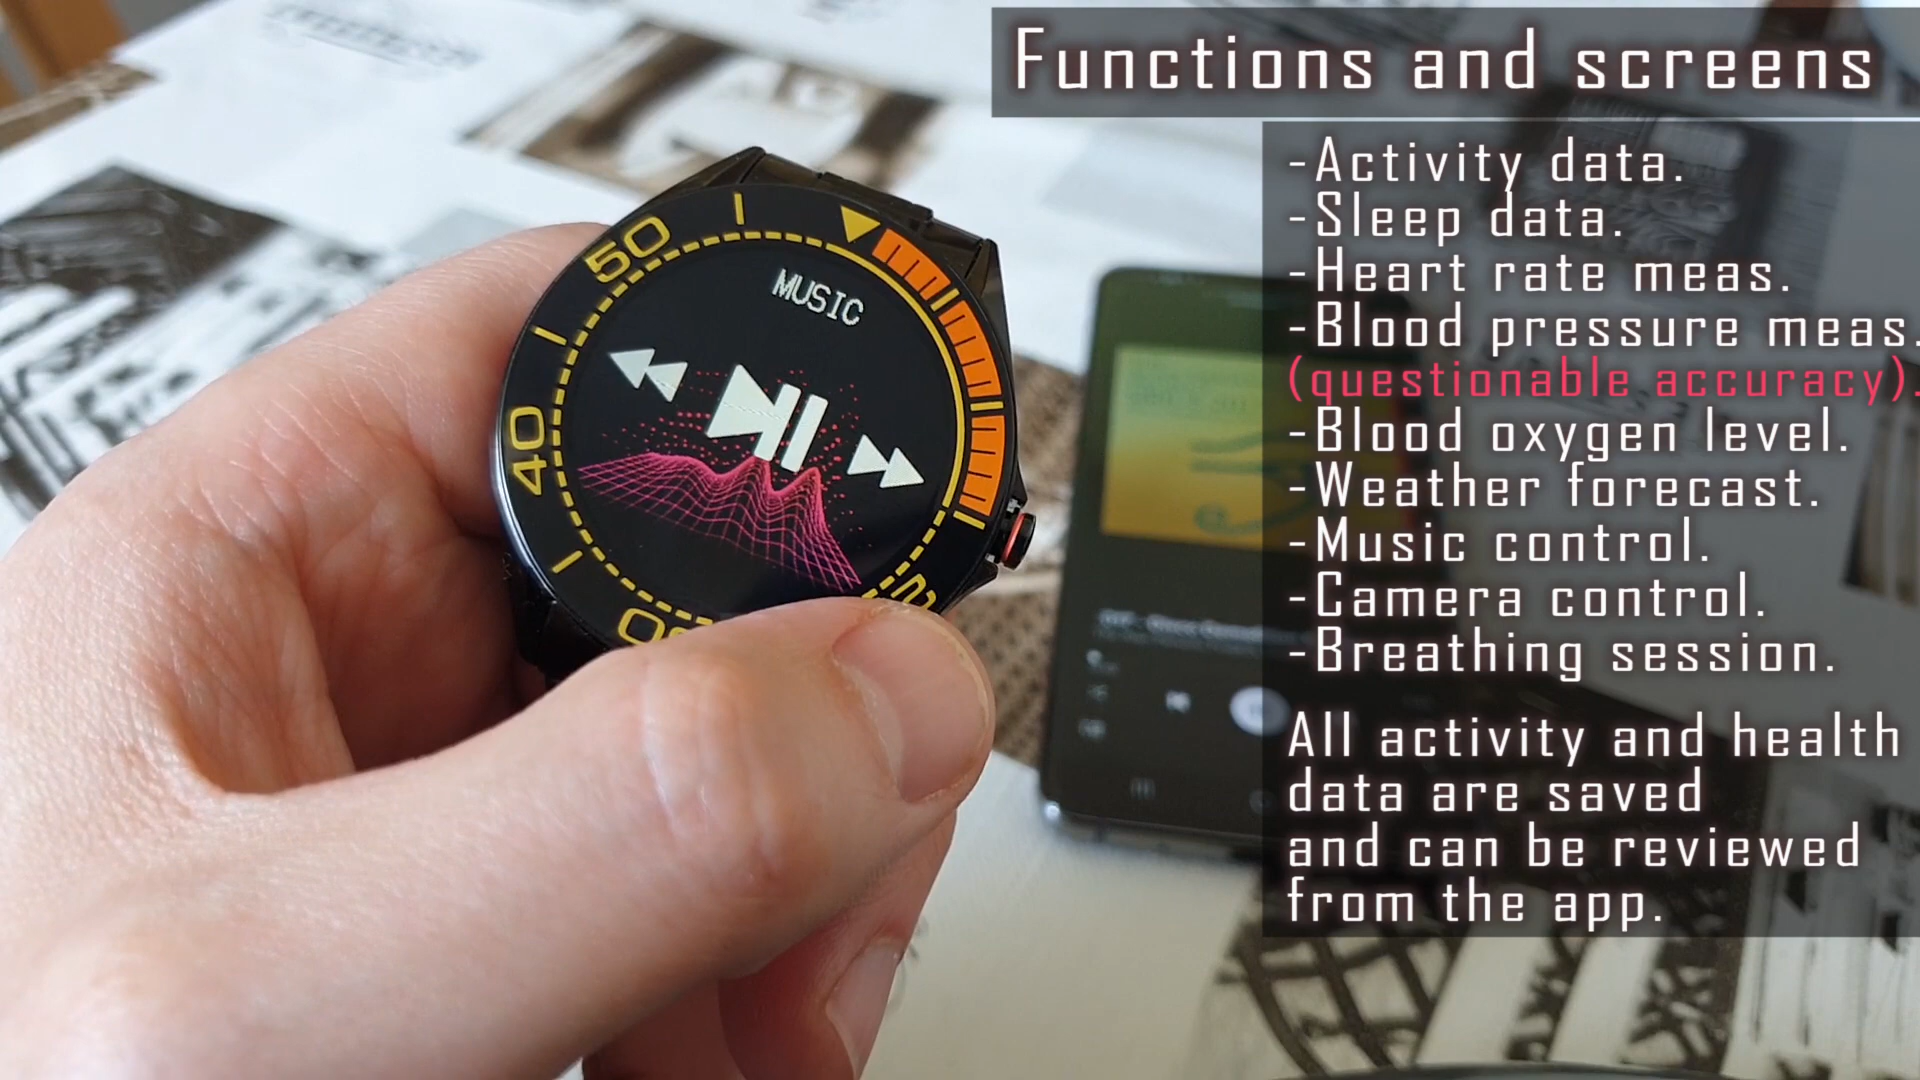 Functions and screens
-Activity data.
-Sleep data.
-Heart rate meas.
-Blood pressure meas.
(questionable accuracy).
-Blood oxygen level.
-Weather forecast.
-Music control.
-Camera control.
-Breathing session.
All activity and health
data are saved
and can be reviewed
from the app.
MUSIC
50
40